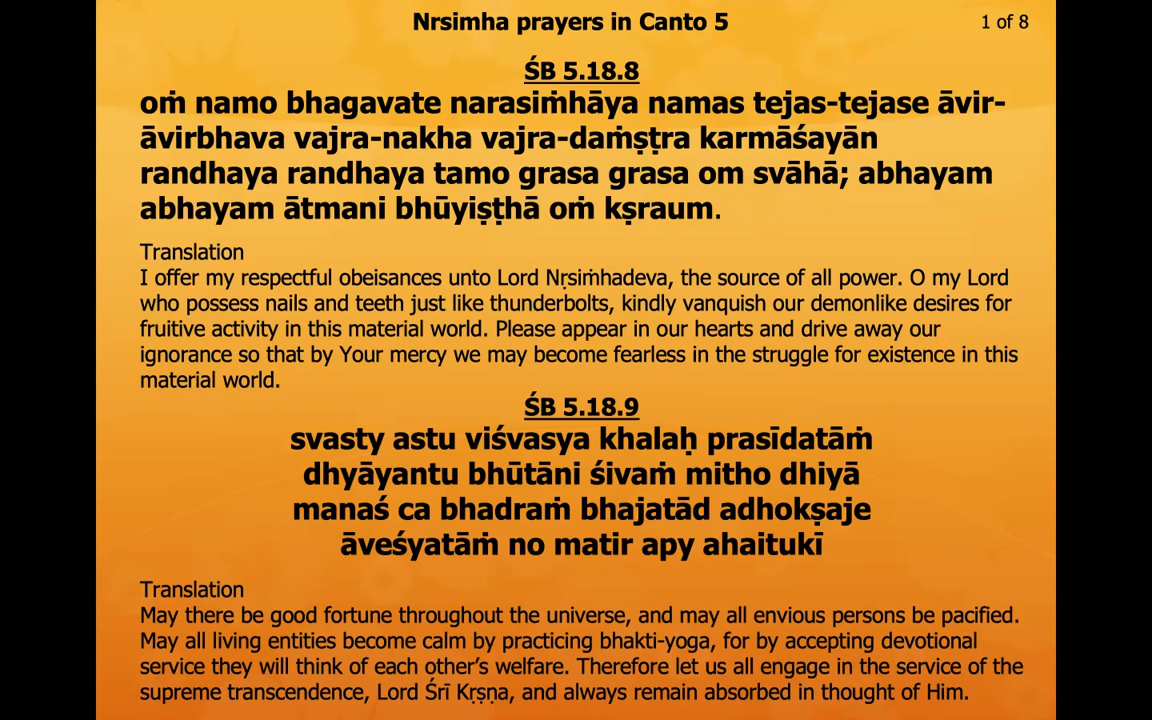 Nrsimha prayers in Canto 5
1 of 8
ŚB 5.18.8
oṁ namo bhagavate narasiṁhāya namas tejas-tejase āvir-
āvirbhava vajra-nakha vajra-daṁṣṭra karmāśayān
randhaya randhaya tamo grasa grasa om svāhā; abhayam
abhayam ātmani bhūyiṣṭhā oṁ kṣraum.
Translation
I offer my respectful obeisances unto Lord Nṛsiṁhadeva, the source of all power. O my Lord
who possess nails and teeth just like thunderbolts, kindly vanquish our demonlike desires for
fruitive activity in this material world. Please appear in our hearts and drive away our
ignorance so that by Your mercy we may become fearless in the struggle for existence in this
material world.
ŚB 5.18.9
svasty astu viśvasya khalaḥ prasīdatāṁ
dhyāyantu bhūtāni śivaṁ mitho dhiyā
manaś ca bhadraṁ bhajatād adhokṣaje
āveśyatāṁ no matir apy ahaitukī
Translation
May there be good fortune throughout the universe, and may all envious persons be pacified.
May all living entities become calm by practicing bhakti-yoga, for by accepting devotional
service they will think of each other's welfare. Therefore let us all engage in the service of the
supreme transcendence, Lord Śrī Kṛṣṇa, and always remain absorbed in thought of Him.